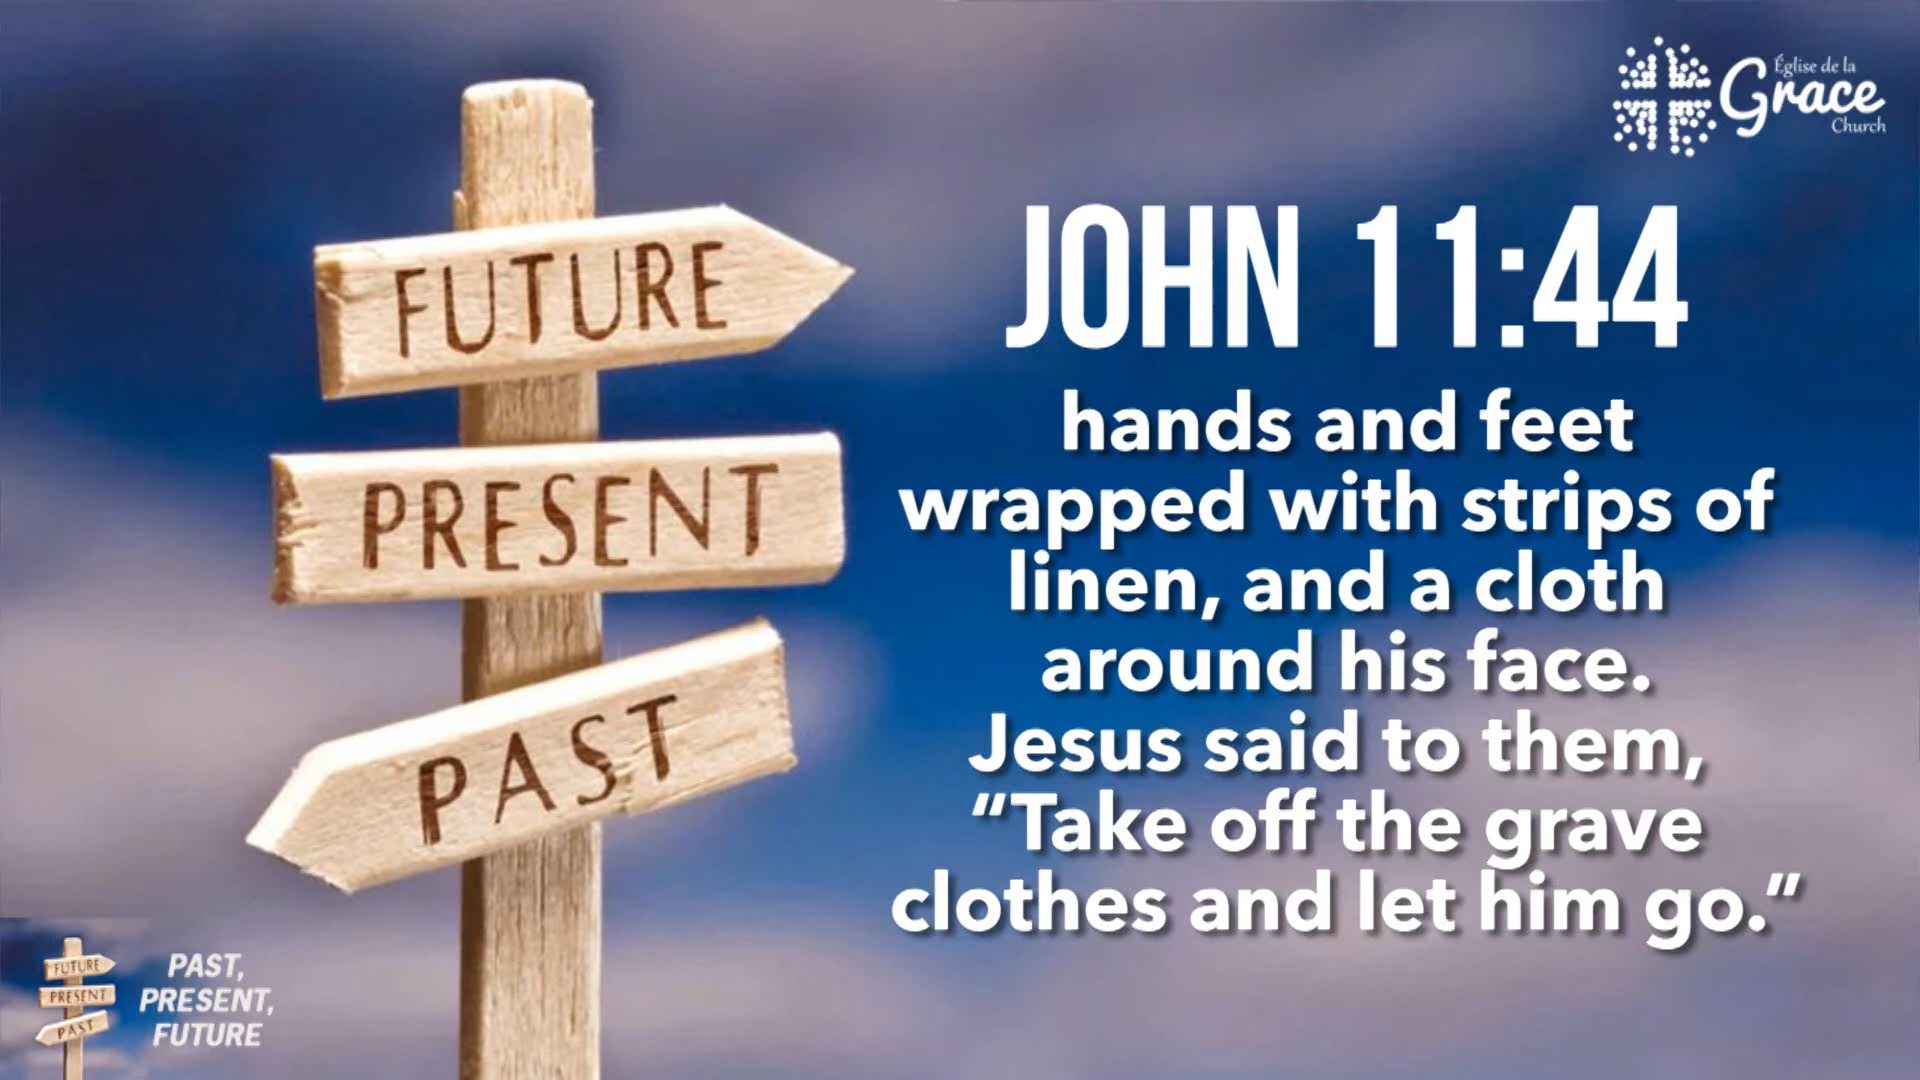 Église de la
Grace
Church
FUTURE
PRESENT
PAST
JOHN 11:44
hands and feet
wrapped with strips of
linen, and a cloth
around his face.
Jesus said to them,
“Take off the grave
clothes and let him go.”
FUTURE
PRESENT
PAST
PAST,
PRESENT,
FUTURE